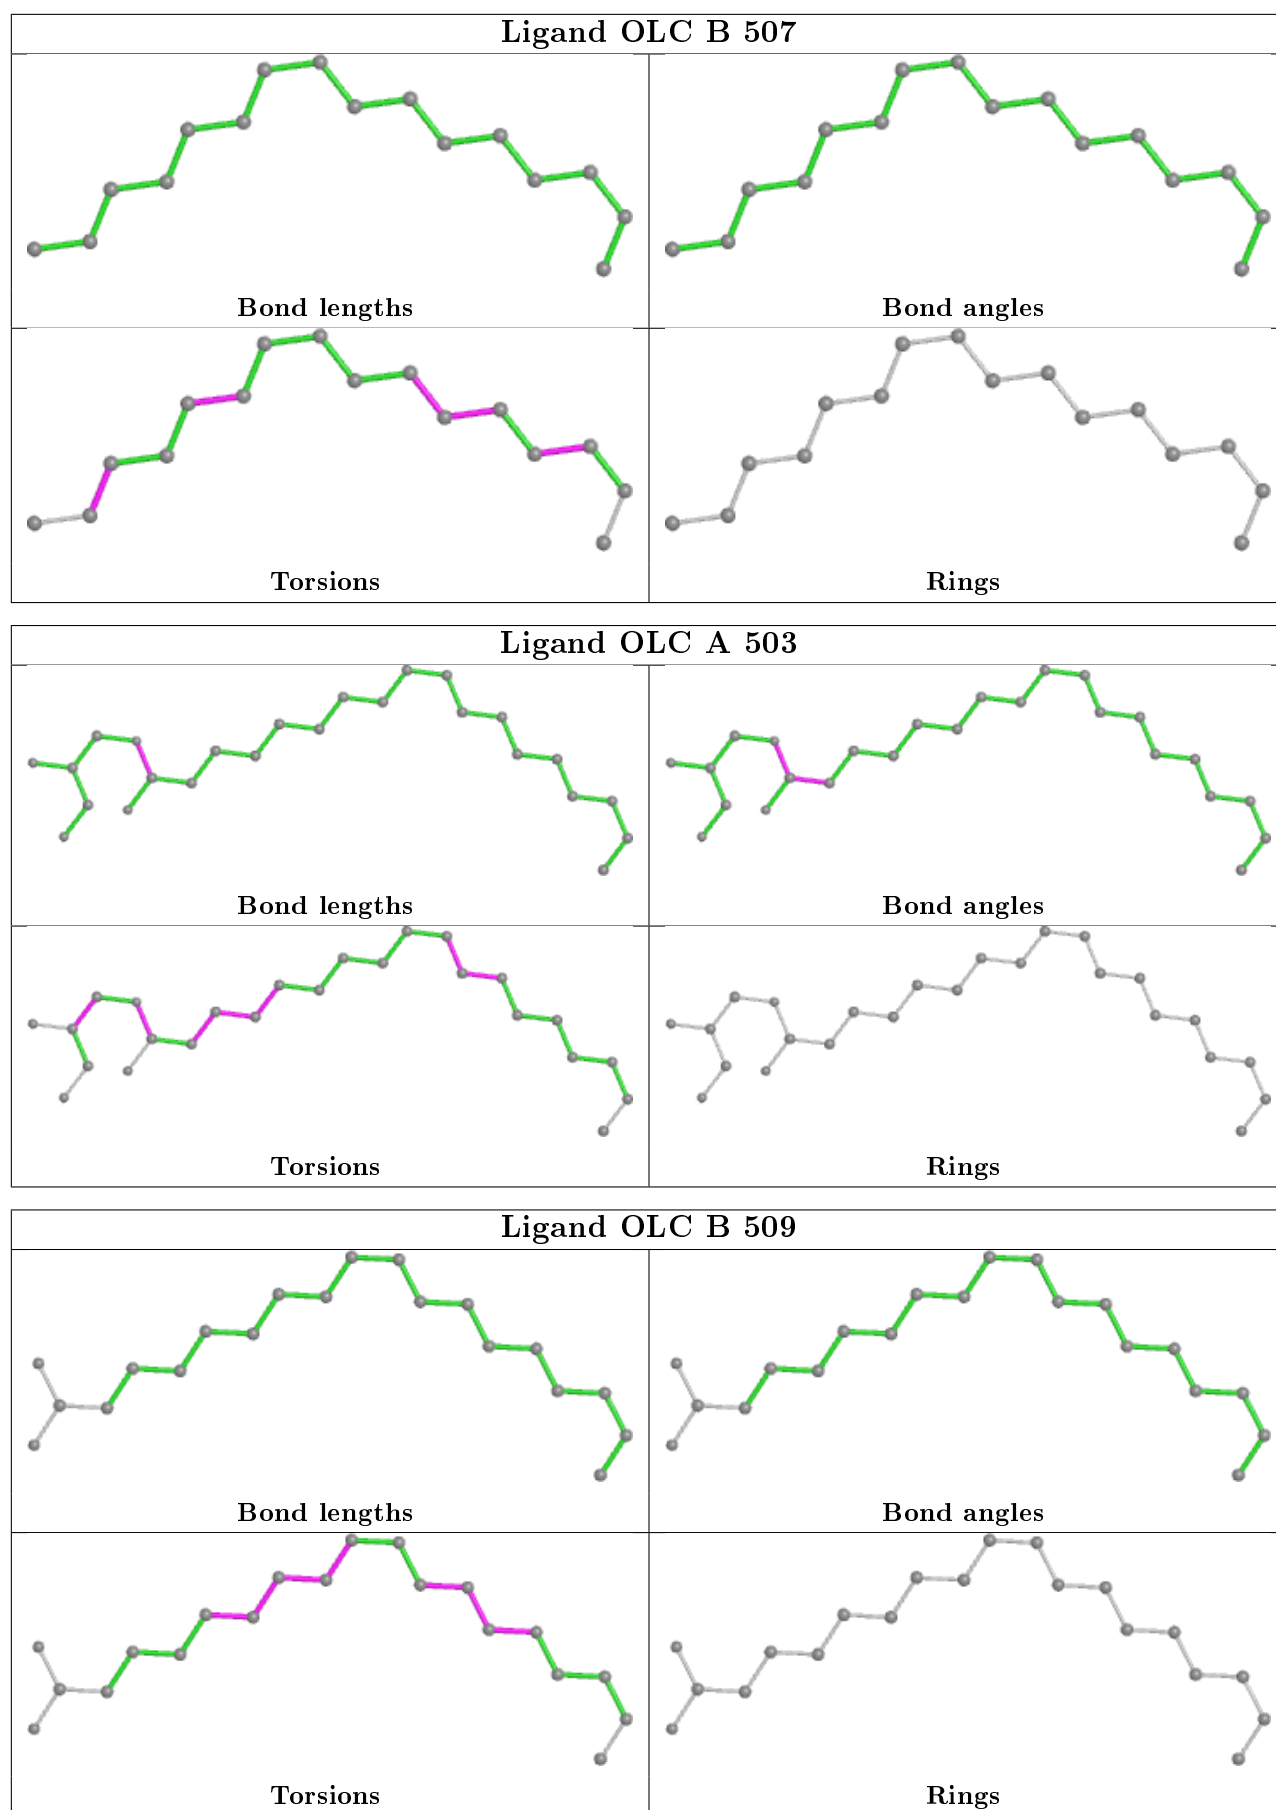 Ligand OLC B 507
Bond lengths
Bond angles
Torsions
Rings
Ligand OLC A 503
Bond lengths
Bond angles
Torsions
Rings
Ligand OLC B 509
Bond lengths
Bond angles
Torsions
Rings